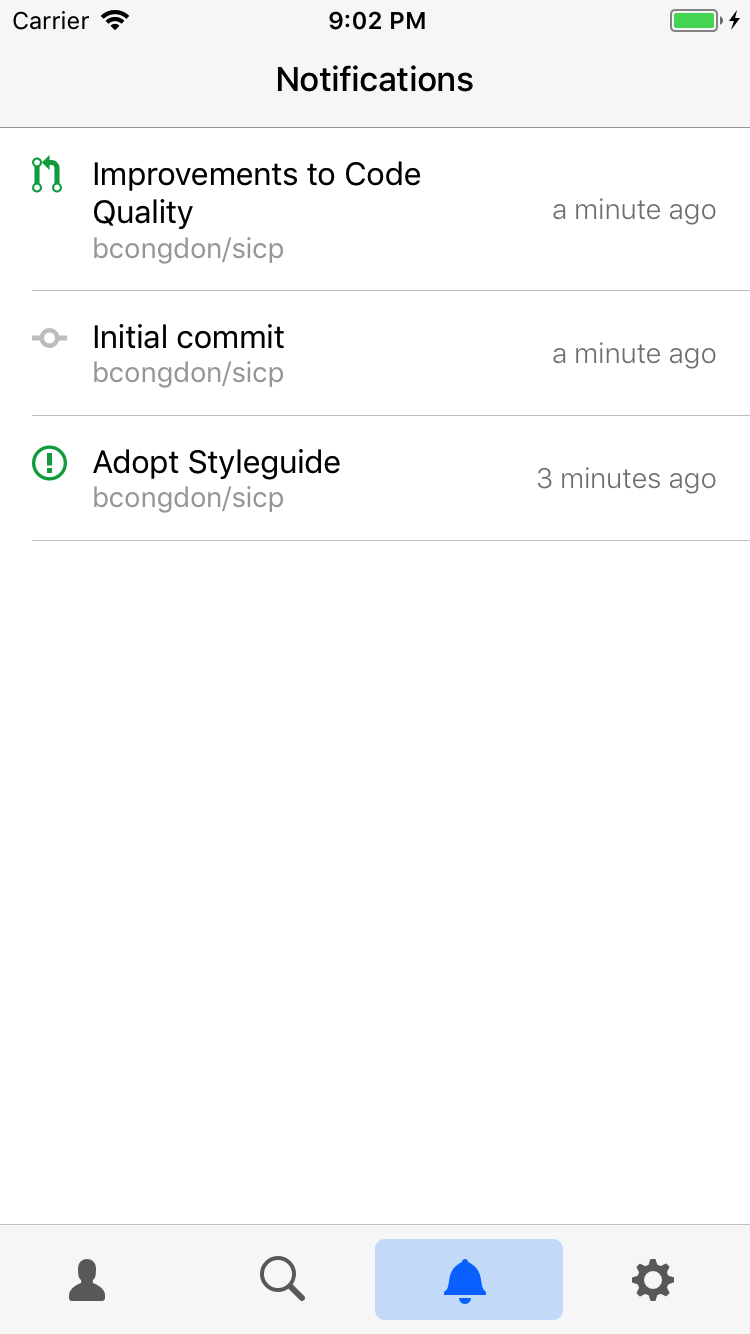 Carrier 9:02 PM
Notifications
Improvements to Code
Quality
bcongdon/sicp
a minute ago
Initial commit
bcongdon/sicp
a minute ago
Adopt Styleguide
bcongdon/sicp
3 minutes ago